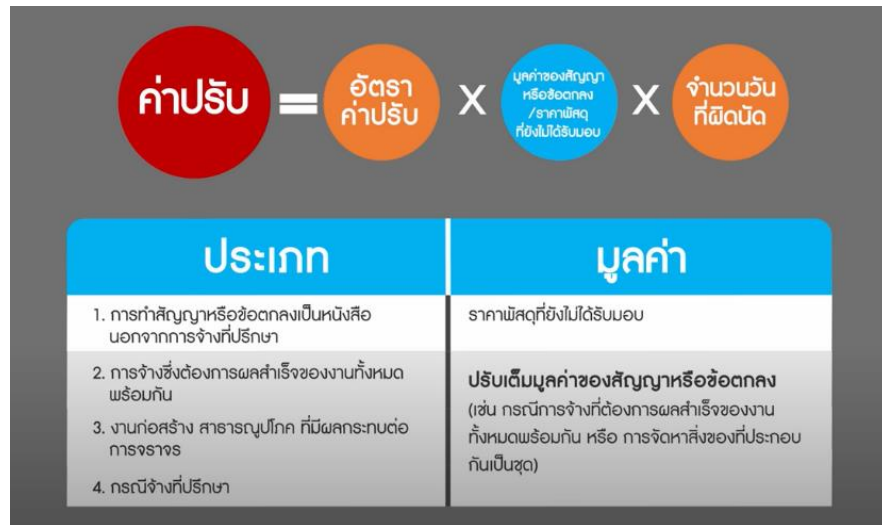 ค่าปรับ = อัตรา
ค่าปรับ X มูลค่าของสัญญา
หรือข้อตกลง
/ราคาพัสดุ
ที่ยังไม่ได้รับมอบ X จำนวนวัน
ที่ผิดนัด
ประเภท
มูลค่า
1. การทำสัญญาหรือข้อตกลงเป็นหนังสือ
นอกจากการจ้างที่ปรึกษา
ราคาพัสดุที่ยังไม่ได้รับมอบ
2. การจ้างซึ่งต้องการผลสำเร็จของงานทั้งหมด
พร้อมกัน
3. งานก่อสร้าง สาธารณูปโภค ที่มีผลกระทบต่อ
การจราจร
4. กรณีจ้างที่ปรึกษา
ปรับเต็มมูลค่าของสัญญาหรือข้อตกลง
(เช่น กรณีการจ้างที่ต้องการผลสำเร็จของงาน
ทั้งหมดพร้อมกัน หรือ การจัดหาสิ่งของที่ประกอบ
กันเป็นชุด)